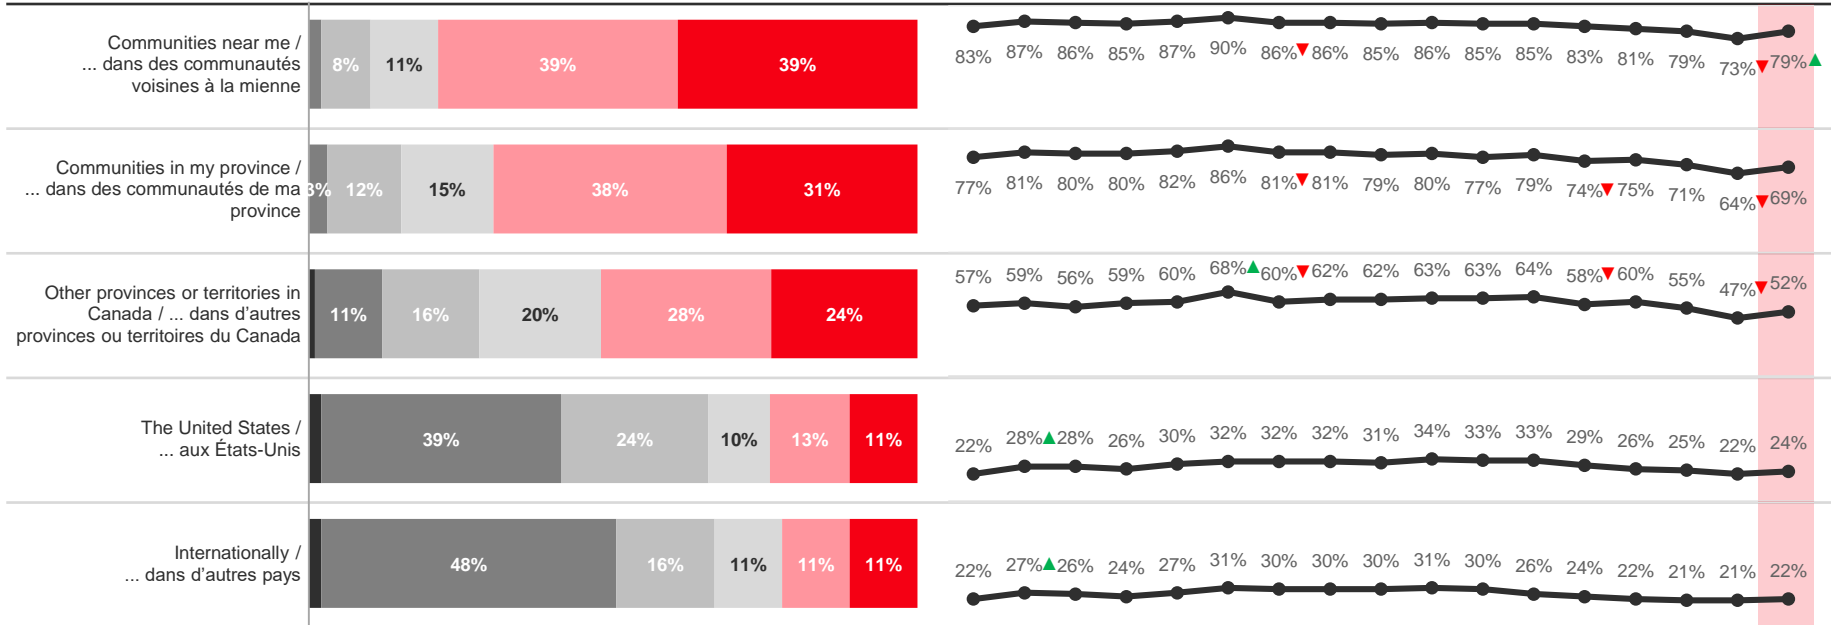 Communities near me /
... dans des communautés
voisines à la mienne
8% 11% 39% 39%
83% 87% 86% 85% 87% 90% 86% 86% 85% 86% 85% 85% 83% 81% 79% 73% 79%
Communities in my province /
... dans des communautés de ma
province
3% 12% 15% 38% 31%
77% 81% 80% 80% 82% 86% 81% 81% 79% 80% 77% 79% 74% 75% 71% 64% 69%
Other provinces or territories in
Canada / ... dans d'autres
provinces ou territoires du Canada
11% 16% 20% 28% 24%
57% 59% 56% 59% 60% 68% 60% 62% 62% 63% 63% 64% 58% 60% 55% 47% 52%
The United States /
... aux États-Unis
39% 24% 10% 13% 11%
22% 28% 28% 26% 30% 32% 32% 32% 31% 34% 33% 33% 29% 26% 25% 22% 24%
Internationally /
... dans d'autres pays
48% 16% 11% 11% 11%
22% 27% 26% 24% 27% 31% 30% 30% 30% 31% 30% 26% 24% 22% 21% 21% 22%